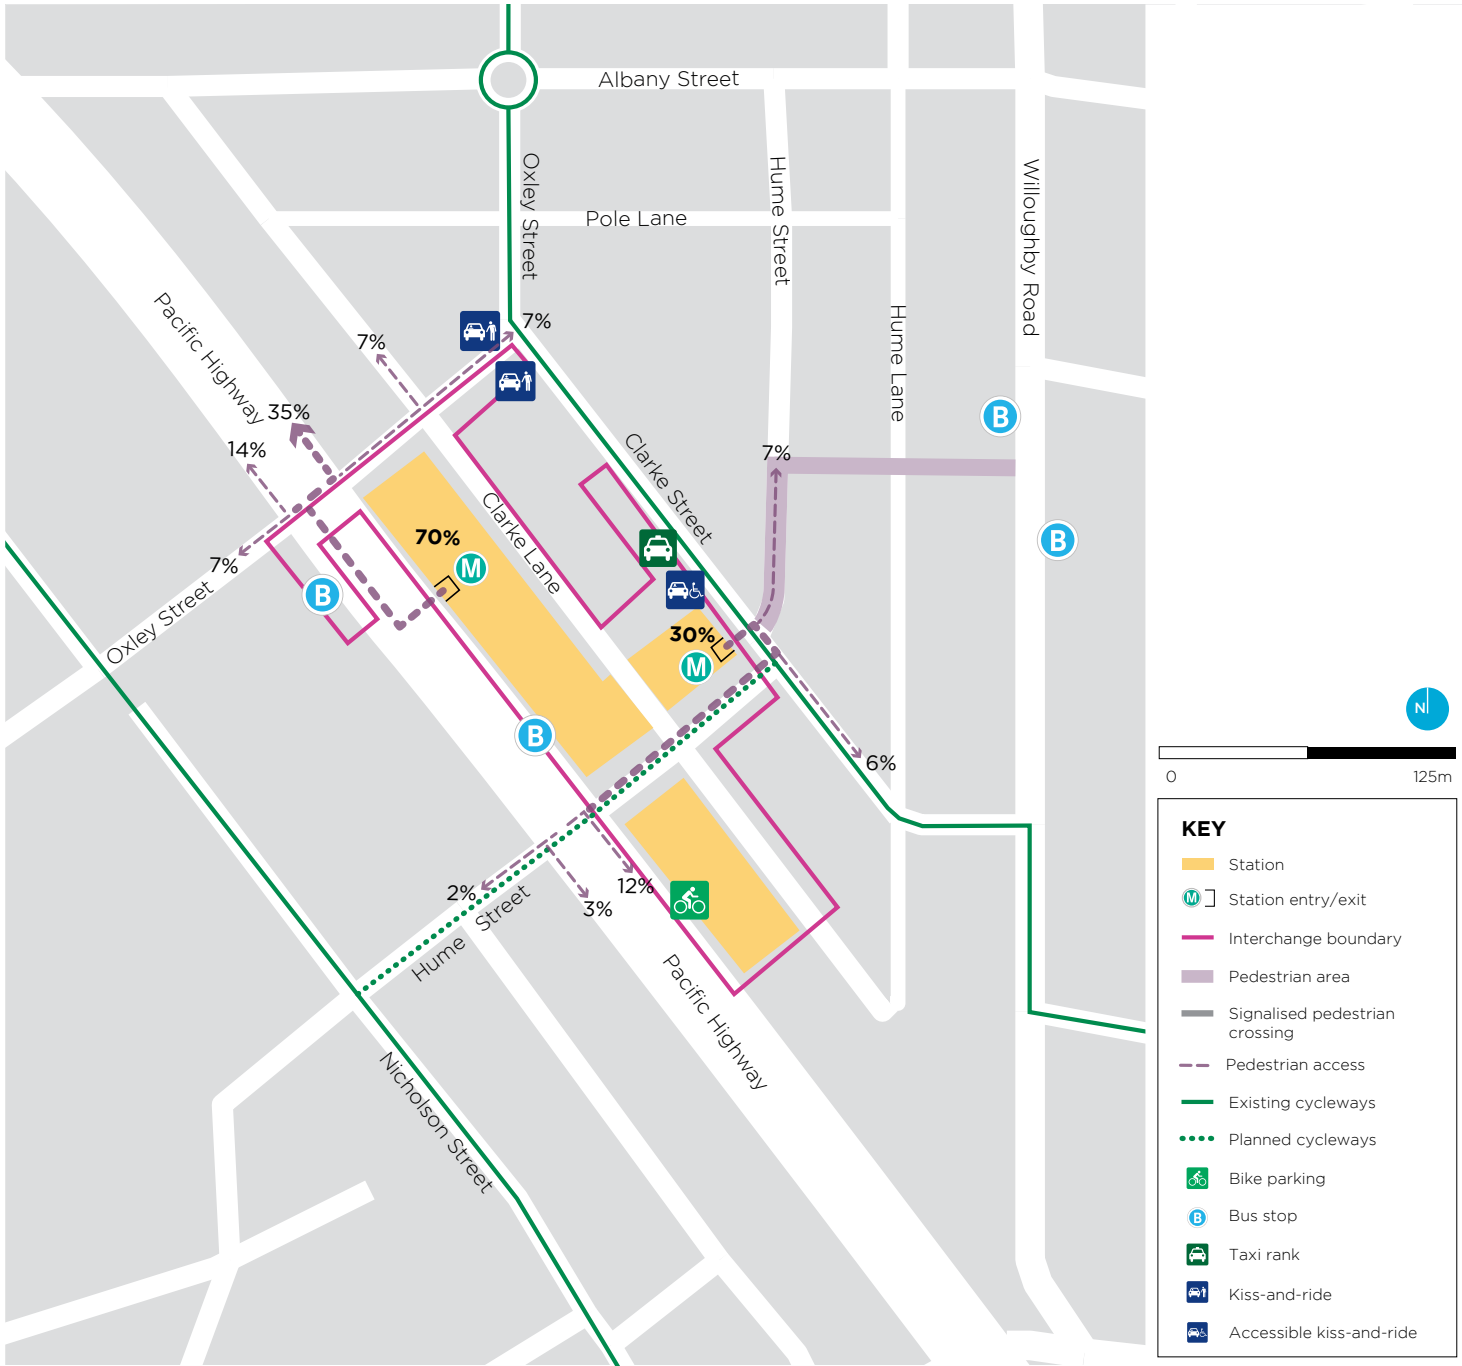 Albany Street
Oxley Street
Hume Street
Willoughby Road
Pole Lane
Pacific Highway
Hume Lane
7%
7%
35%
14%
Clarke Street
7%
B
70%
M
Clarke Lane
B
7%
B
Oxley Street
30%
M
B
6%
2%
12%
3%
Hume Street
Pacific Highway
Nicholson Street
N
0 125m
KEY
Station
M Station entry/exit
Interchange boundary
Pedestrian area
Signalised pedestrian
crossing
Pedestrian access
Existing cycleways
Planned cycleways
Bike parking
B Bus stop
Taxi rank
Kiss-and-ride
Accessible kiss-and-ride